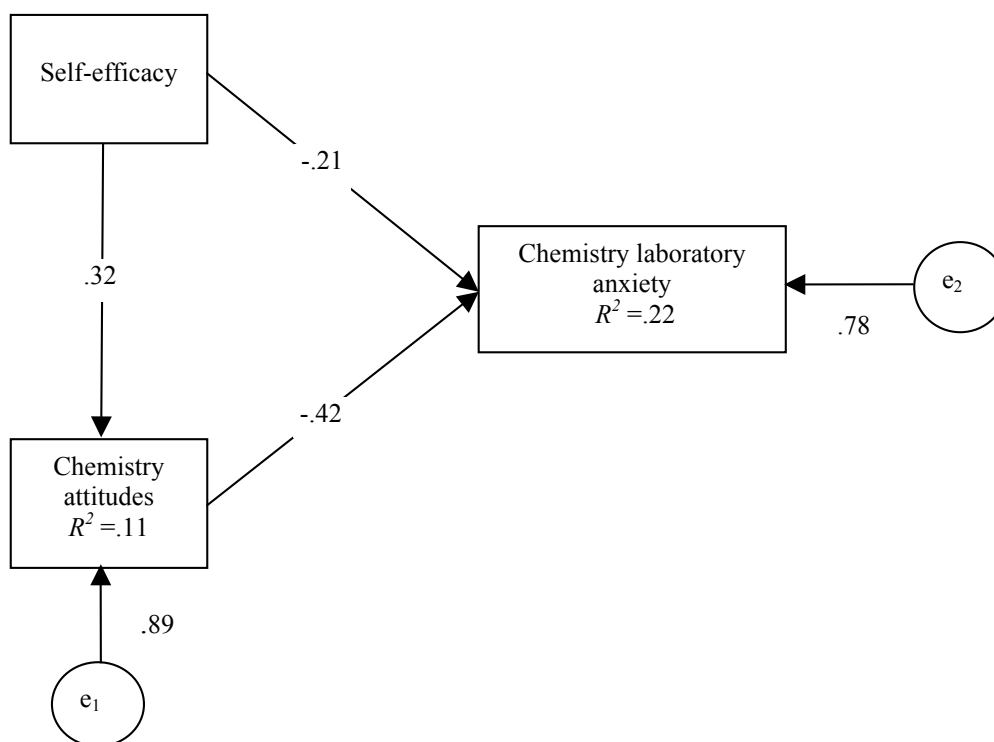 Self-efficacy
-.21
.32
Chemistry laboratory
anxiety
R² =.22
e₂
.78
-.42
Chemistry
attitudes
R² =.11
.89
e₁